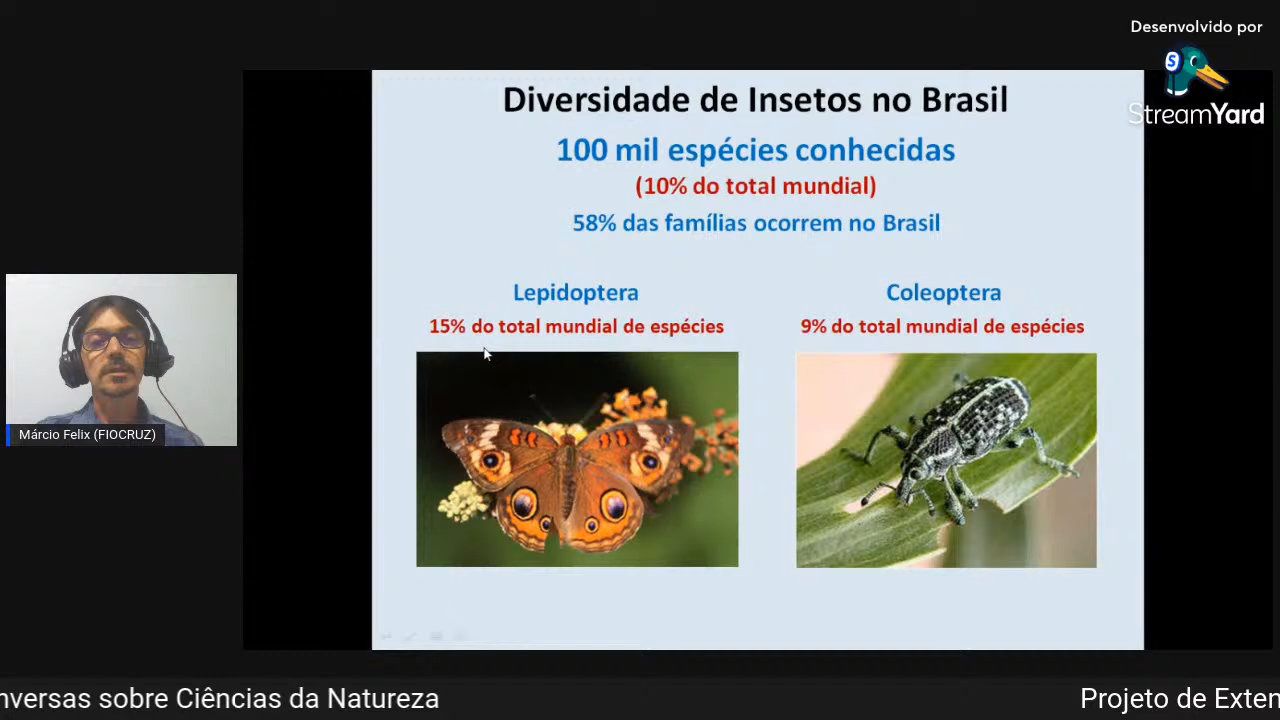 Desenvolvido por
StreamYard
Diversidade de Insetos no Brasil
100 mil espécies conhecidas
(10% do total mundial)
58% das famílias ocorrem no Brasil
Lepidoptera
15% do total mundial de espécies
Coleoptera
9% do total mundial de espécies
Márcio Felix (FIOCRUZ)
nversas sobre Ciências da Natureza
Projeto de Exten